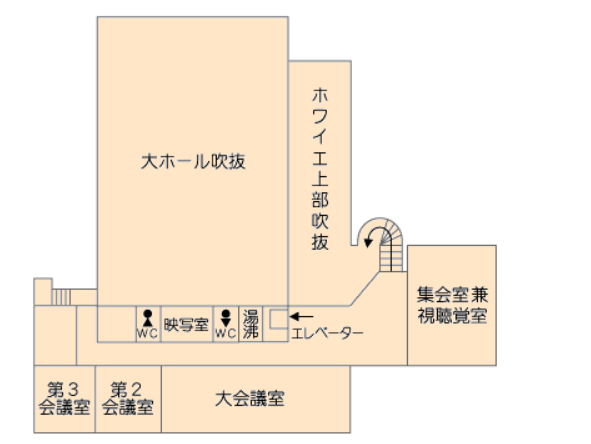 大ホール吹抜
ホワイエ上部吹抜
集会室兼
視聴覚室
WC
映写室
WC
湯沸
エレベーター
第3
会議室
第2
会議室
大会議室